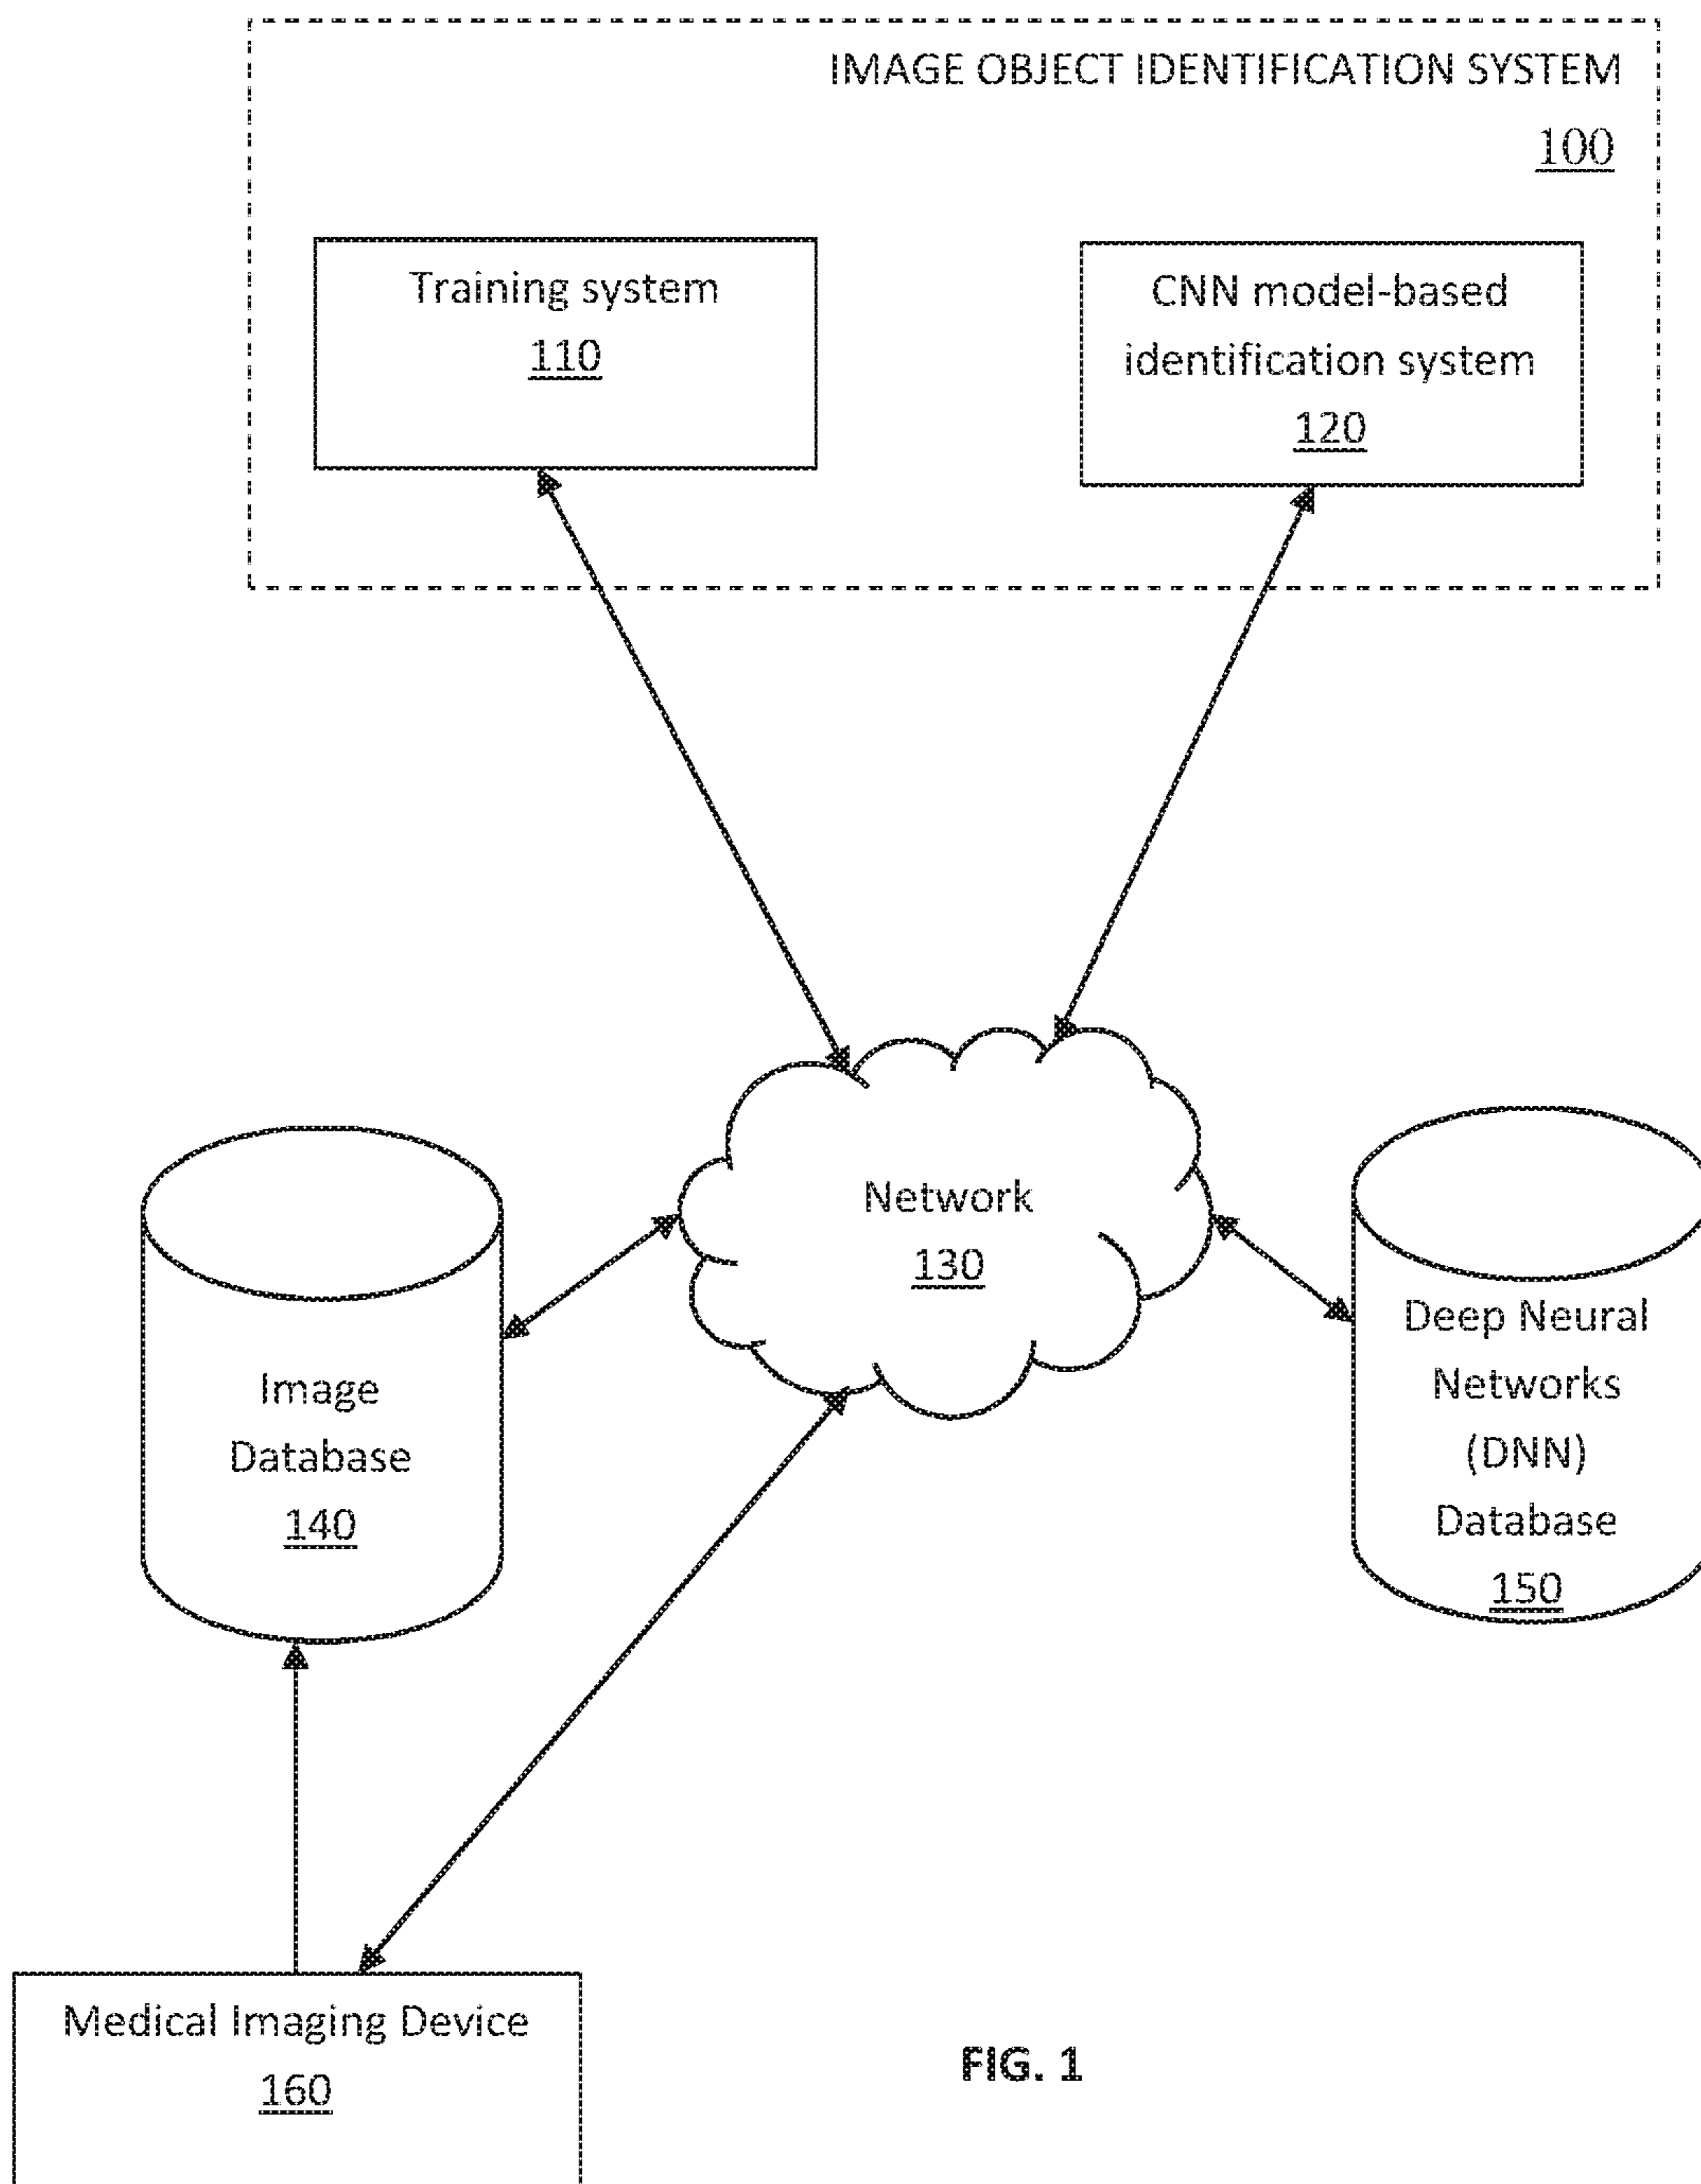 IMAGE OBJECT IDENTIFICATION SYSTEM
100
Training system
110
CNN model-based
identification system
120
Network
130
Image
Database
140
Deep Neural
Networks
(DNN)
Database
150
Medical Imaging Device
160
FIG. 1